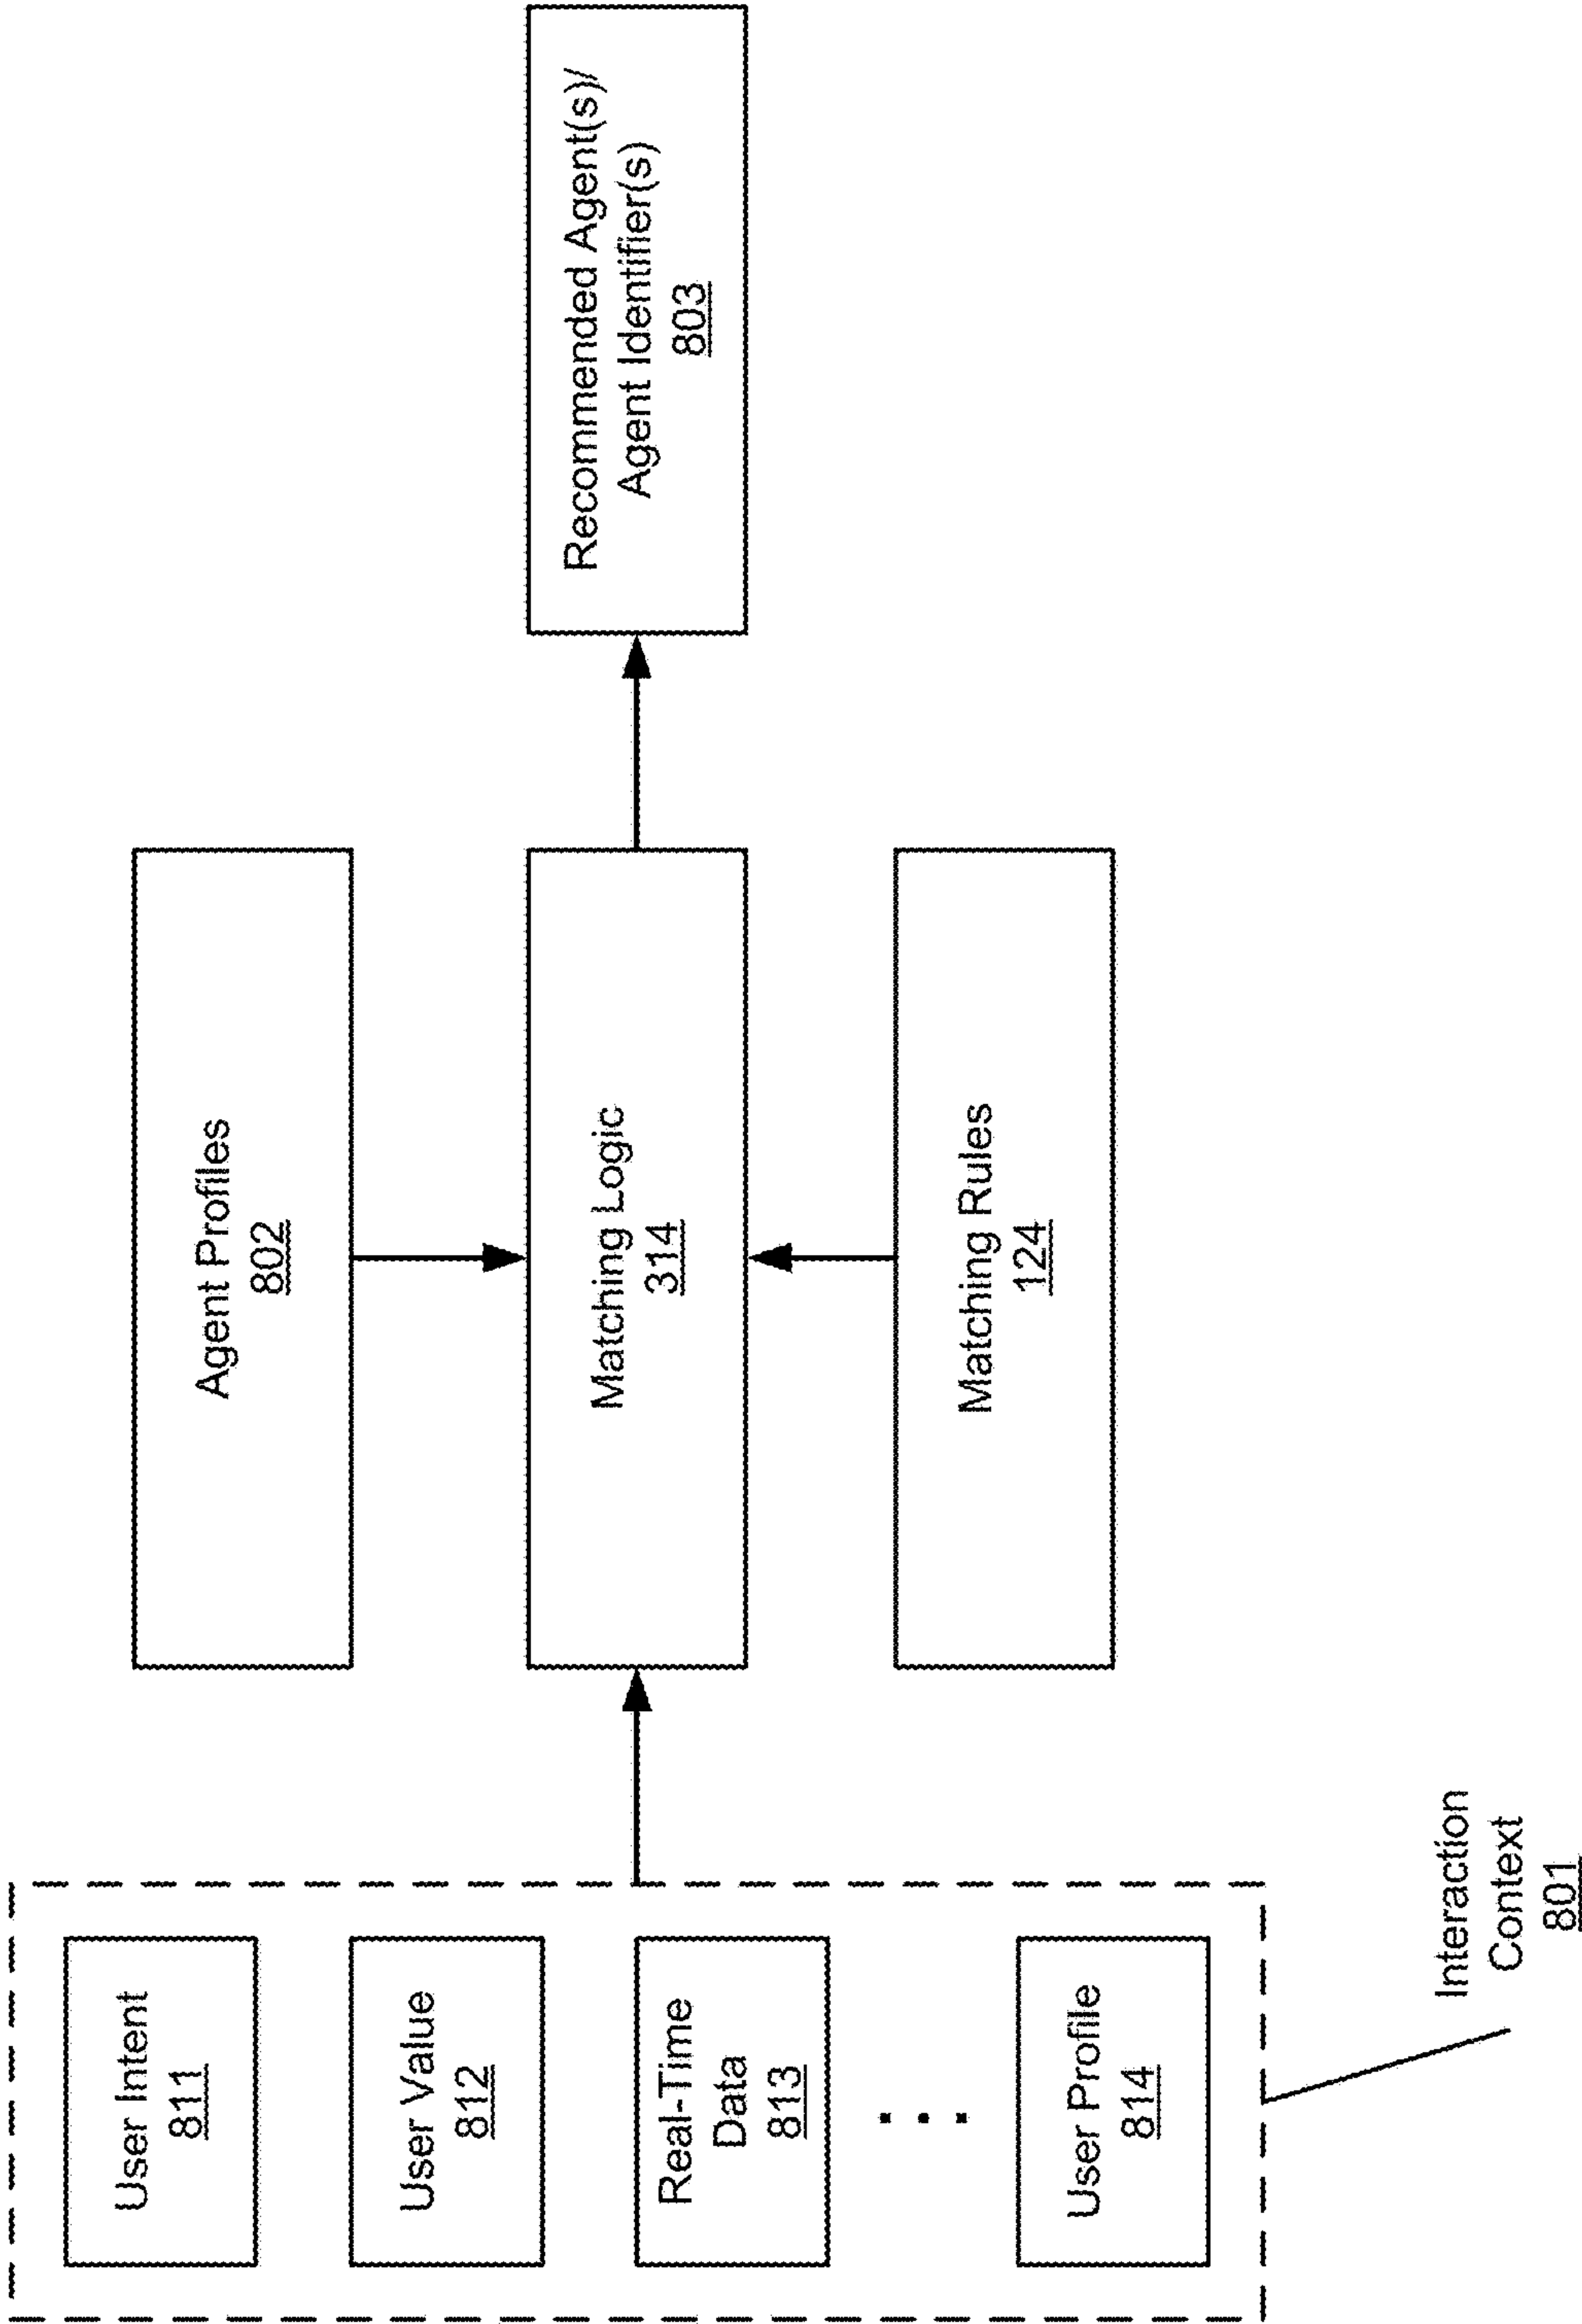 User Intent
811
User Value
812
Real-Time
Data
813
. . .
User Profile
814
Interaction
Context
801
Agent Profiles
802
Matching Logic
314
Matching Rules
124
Recommended Agent(s)/
Agent Identifier(s)
803